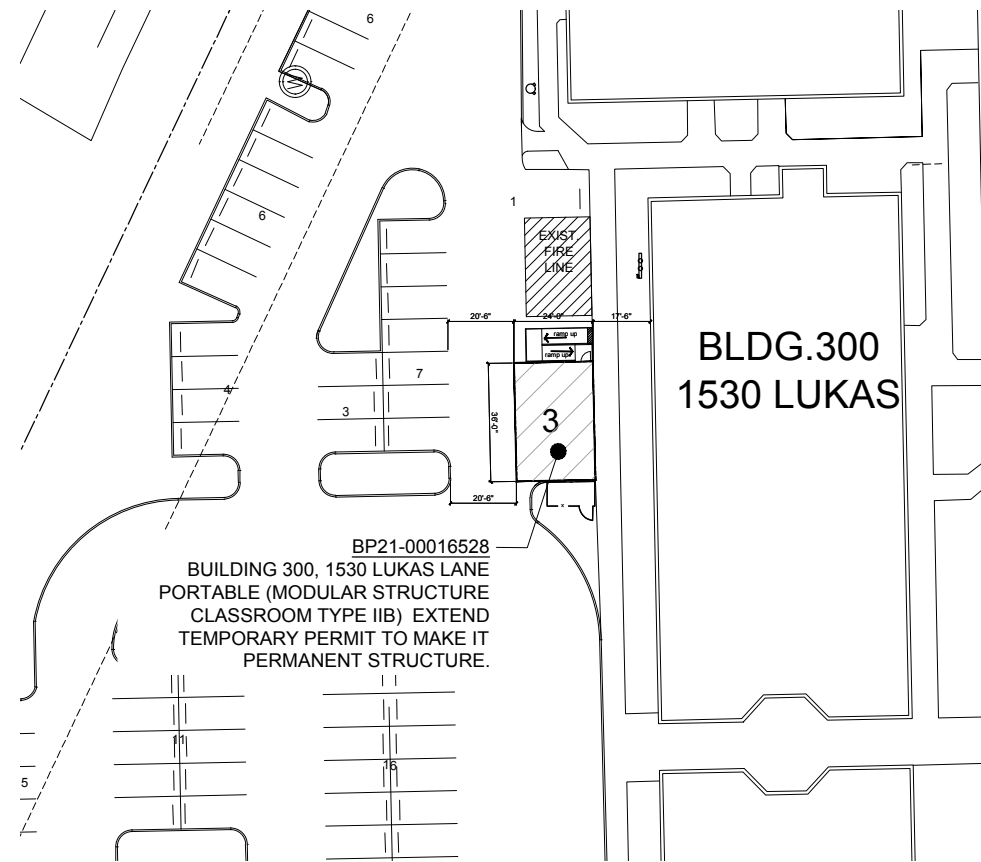 6
W
6
1
EXIST.
FIRE
LINE
20'-6"
24'-0"
17'-6"
ramp up
ramp up
BLDG.300
1530 LUKAS
7
4
3
36'-0"
3
20'-6"
x
BP21-00016528
BUILDING 300, 1530 LUKAS LANE
PORTABLE (MODULAR STRUCTURE
CLASSROOM TYPE IIB) EXTEND
TEMPORARY PERMIT TO MAKE IT
PERMANENT STRUCTURE.
11
16
5